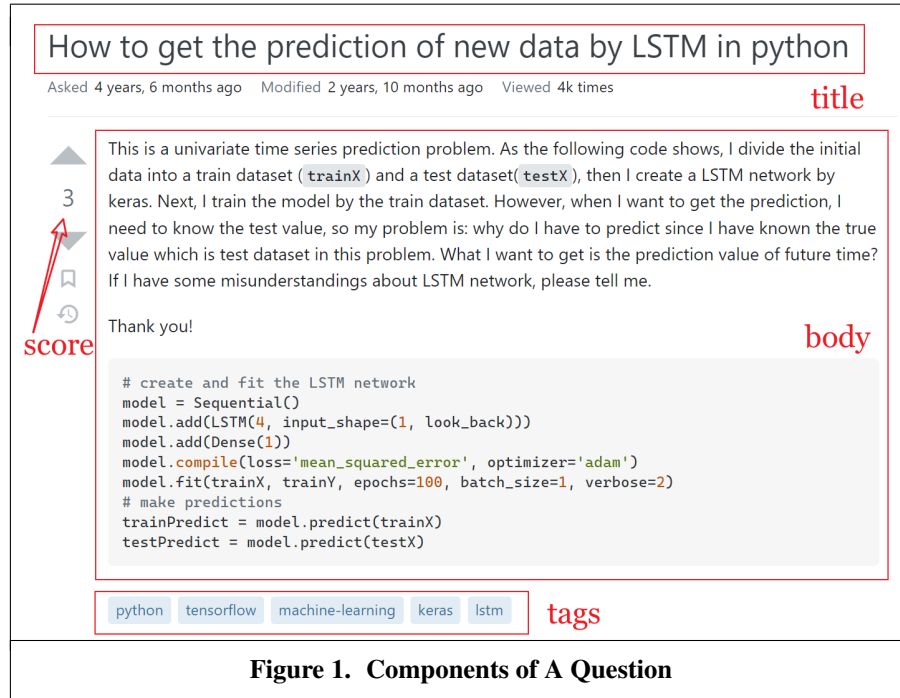 How to get the prediction of new data by LSTM in python
Asked 4 years, 6 months ago Modified 2 years, 10 months ago Viewed 4k times
title
This is a univariate time series prediction problem. As the following code shows, I divide the initial
data into a train dataset ( trainX ) and a test dataset( testX ), then I create a LSTM network by
3
keras. Next, I train the model by the train dataset. However, when I want to get the prediction, I
need to know the test value, so my problem is: why do I have to predict since I have known the true
value which is test dataset in this problem. What I want to get is the prediction value of future time?
If I have some misunderstandings about LSTM network, please tell me.
Thank you!
score
body
# create and fit the LSTM network
model = Sequential()
model.add(LSTM(4, input_shape=(1, look_back)))
model.add(Dense(1))
model.compile(loss='mean_squared_error', optimizer='adam')
model.fit(trainX, trainY, epochs=100, batch_size=1, verbose=2)
# make predictions
trainPredict = model.predict(trainX)
testPredict = model.predict(testX)
python tensorflow machine-learning keras lstm
tags
Figure 1. Components of A Question